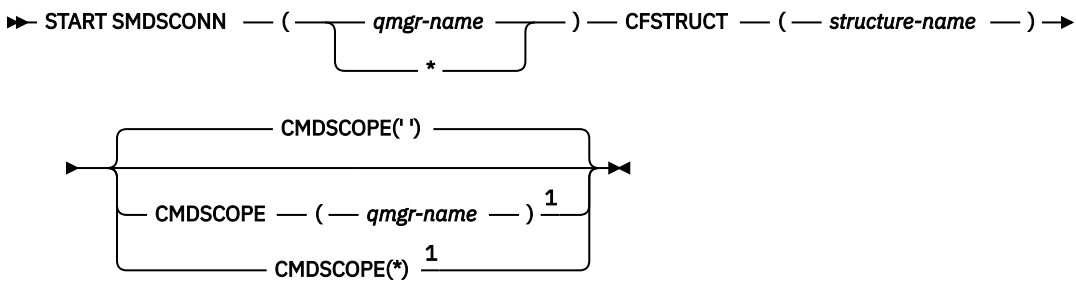 START SMDSCONN ( qmgr-name ) CFSTRUCT ( structure-name )
*
CMDSCOPE(' ')
CMDSCOPE ( qmgr-name ) 1
CMDSCOPE(*) 1